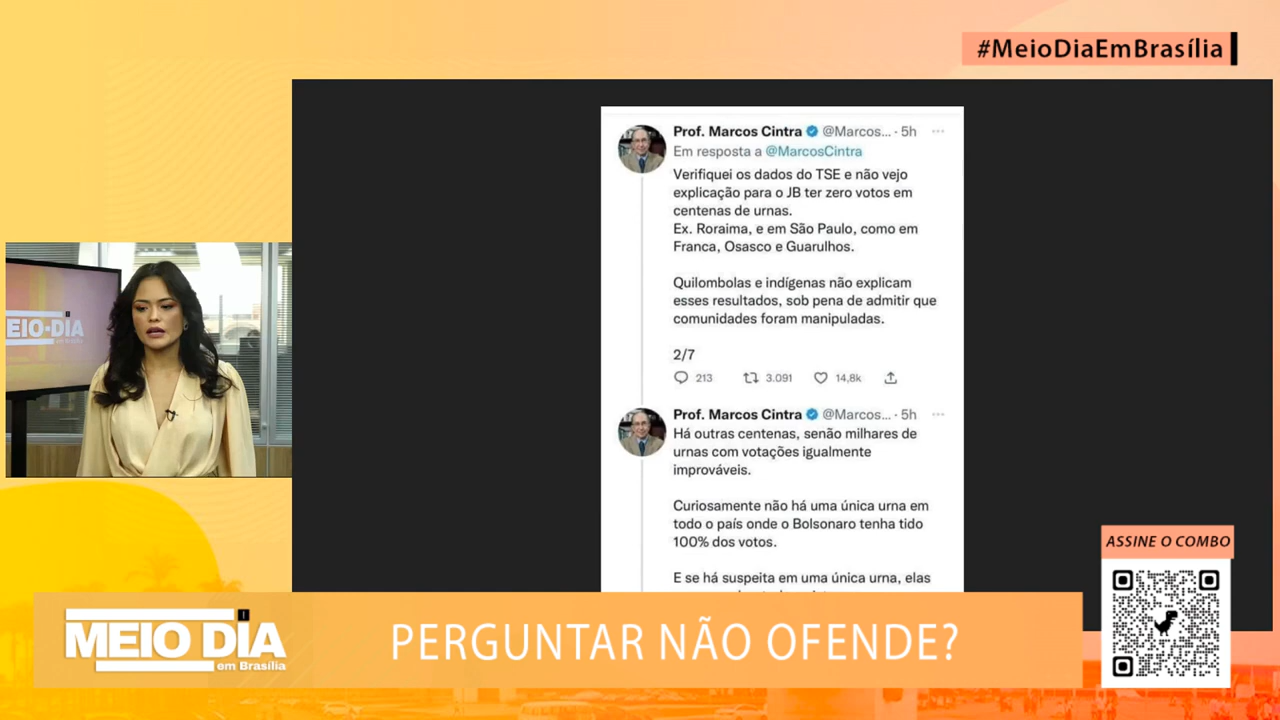 #MeioDiaEmBrasília
Prof. Marcos Cintra @Marcos... · 5h
Em resposta a @MarcosCintra
Verifiquei os dados do TSE e não vejo
explicação para o JB ter zero votos em
centenas de urnas.
Ex. Roraima, e em São Paulo, como em
Franca, Osasco e Guarulhos.
Quilombolas e indígenas não explicam
esses resultados, sob pena de admitir que
comunidades foram manipuladas.
2/7
213 3.091 14,8k
Prof. Marcos Cintra @Marcos... · 5h
Há outras centenas, senão milhares de
urnas com votações igualmente
improváveis.
Curiosamente não há uma única urna em
todo o país onde o Bolsonaro tenha tido
100% dos votos.
E se há suspeita em uma única urna, elas
EIO-DIA
em Brasília
ASSINE O COMBO
MEIO DIA
em Brasília
PERGUNTAR NÃO OFENDE?